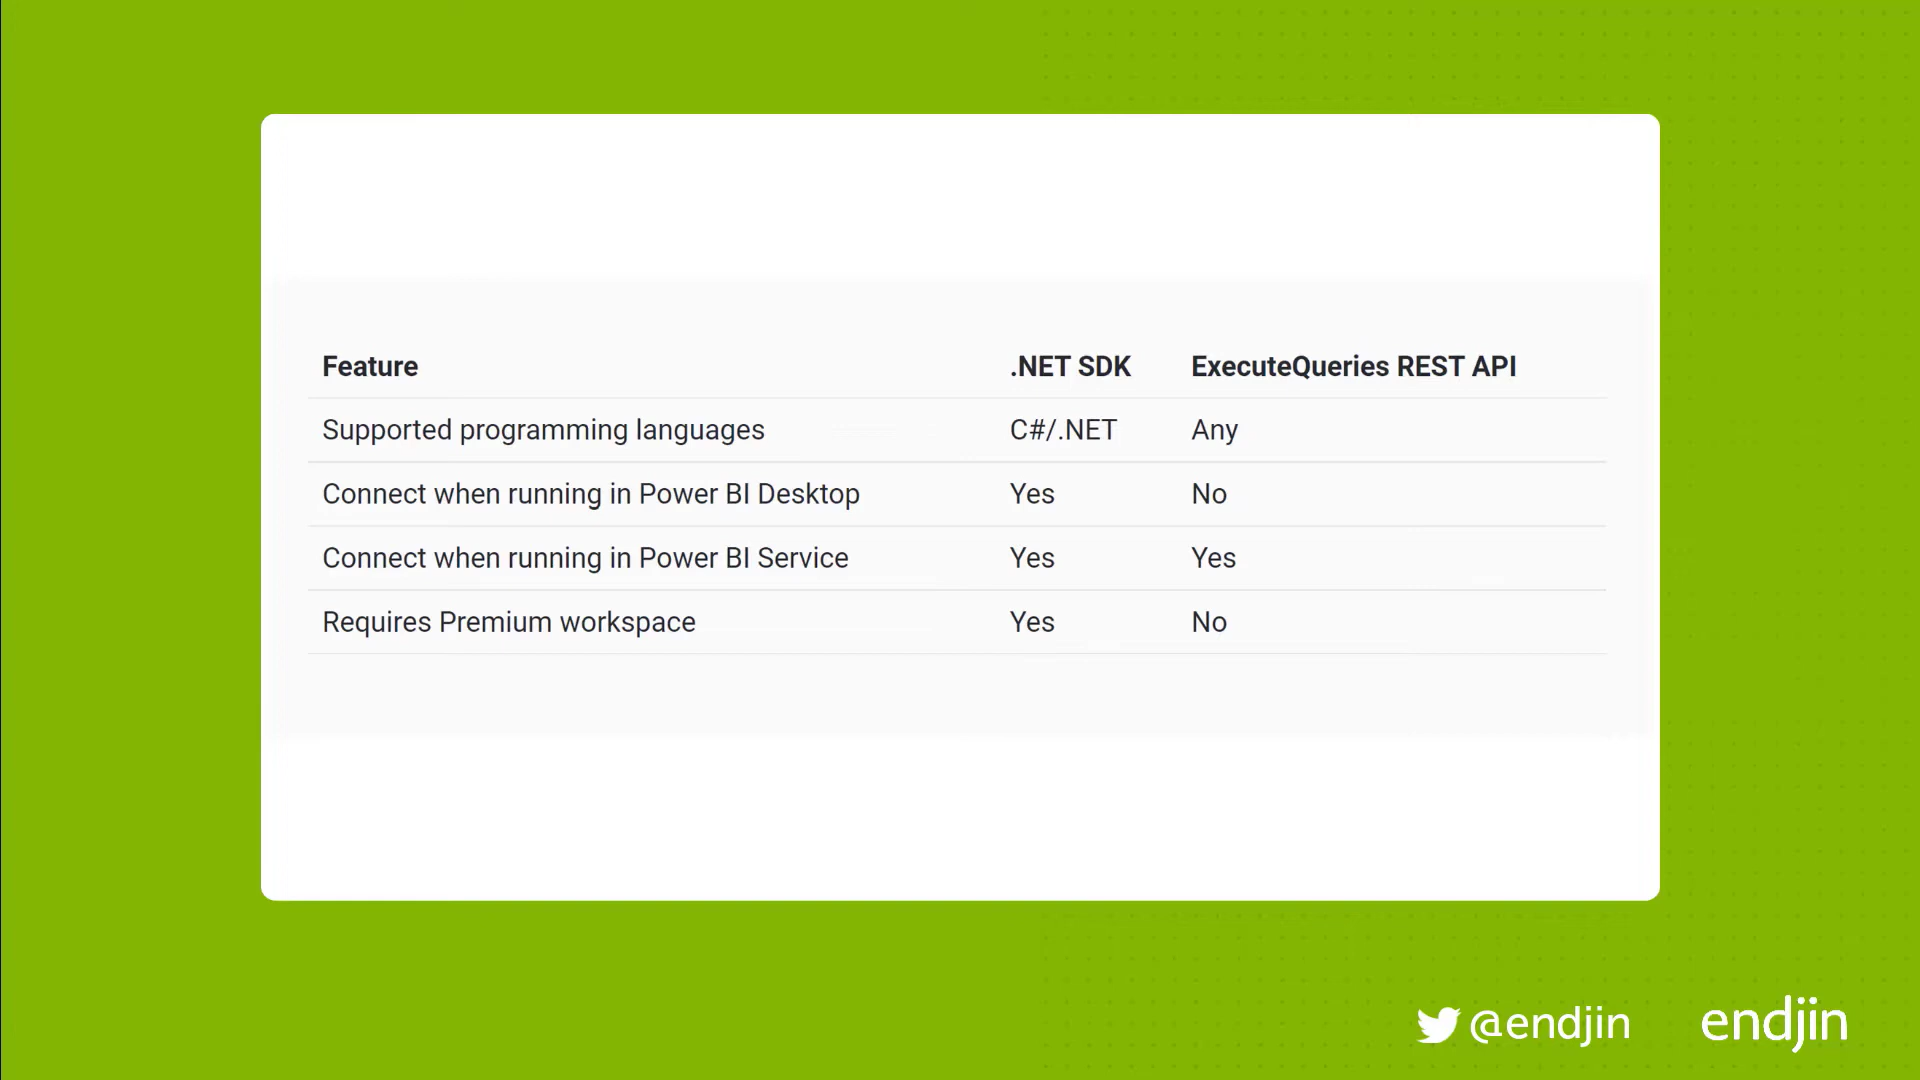 Feature .NET SDK ExecuteQueries REST API
Supported programming languages C#/.NET Any
Connect when running in Power BI Desktop Yes No
Connect when running in Power BI Service Yes Yes
Requires Premium workspace Yes No
@endjin endjin